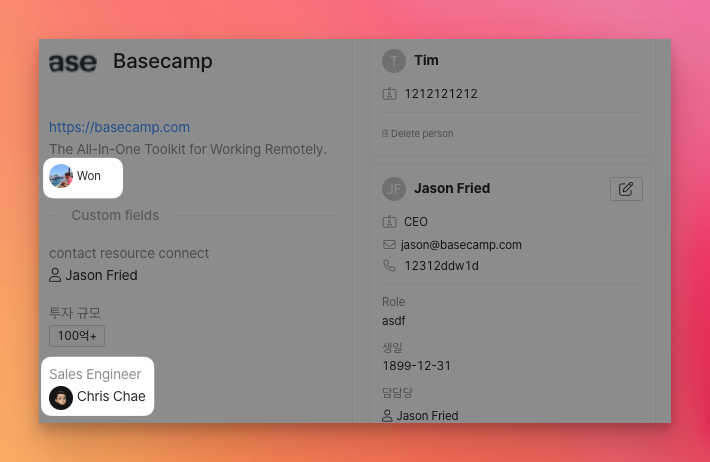 ase Basecamp
https://basecamp.com
The All-In-One Toolkit for Working Remotely.
Won
Custom fields
contact resource connect
Jason Fried
투자 규모
100억+
Sales Engineer
Chris Chae
T Tim
1212121212
Delete person
JF Jason Fried
CEO
jason@basecamp.com
12312ddw1d
Role
asdf
생일
1899-12-31
담담당
Jason Fried